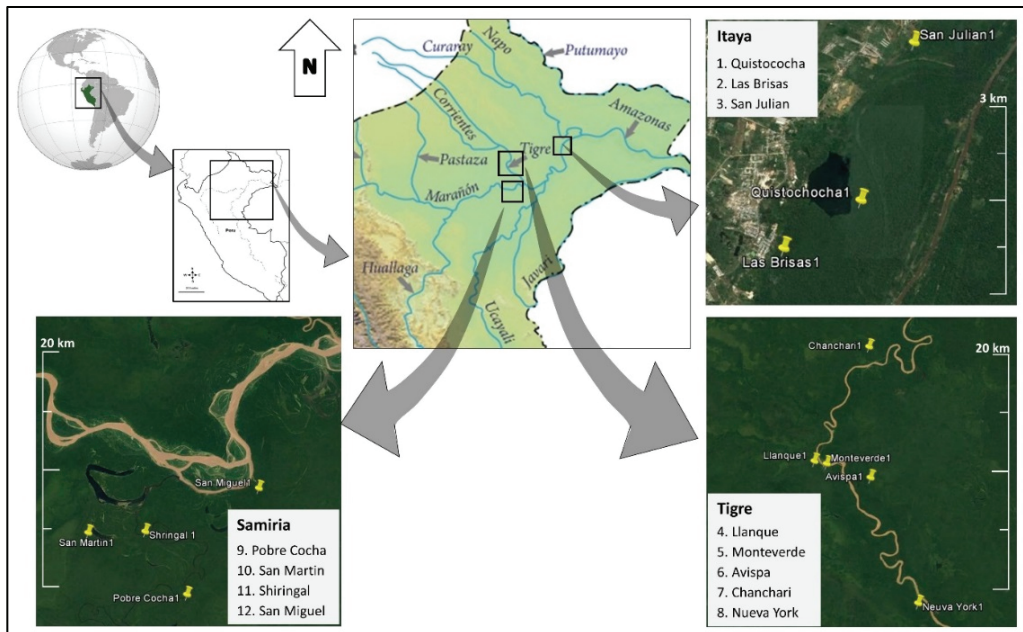 N
Peru
N
W
E
S
Curaray
Napo
Putumayo
Corrientes
Amazonas
Pastaza
Tigre
Marañón
Huallaga
Javari
Ucayali
Itaya
1. Quistococha
2. Las Brisas
3. San Julian
San Julian1
3 km
Quistochocha1
Las Brisas1
20 km
San Miguel1
San Martin1
Shringal 1
Pobre Cocha1
Samiria
9. Pobre Cocha
10. San Martin
11. Shiringal
12. San Miguel
Chanchari1
20 km
Llanque1
Monteverde1
Avispa1
Neuva York1
Tigre
4. Llanque
5. Monteverde
6. Avispa
7. Chanchari
8. Nueva York